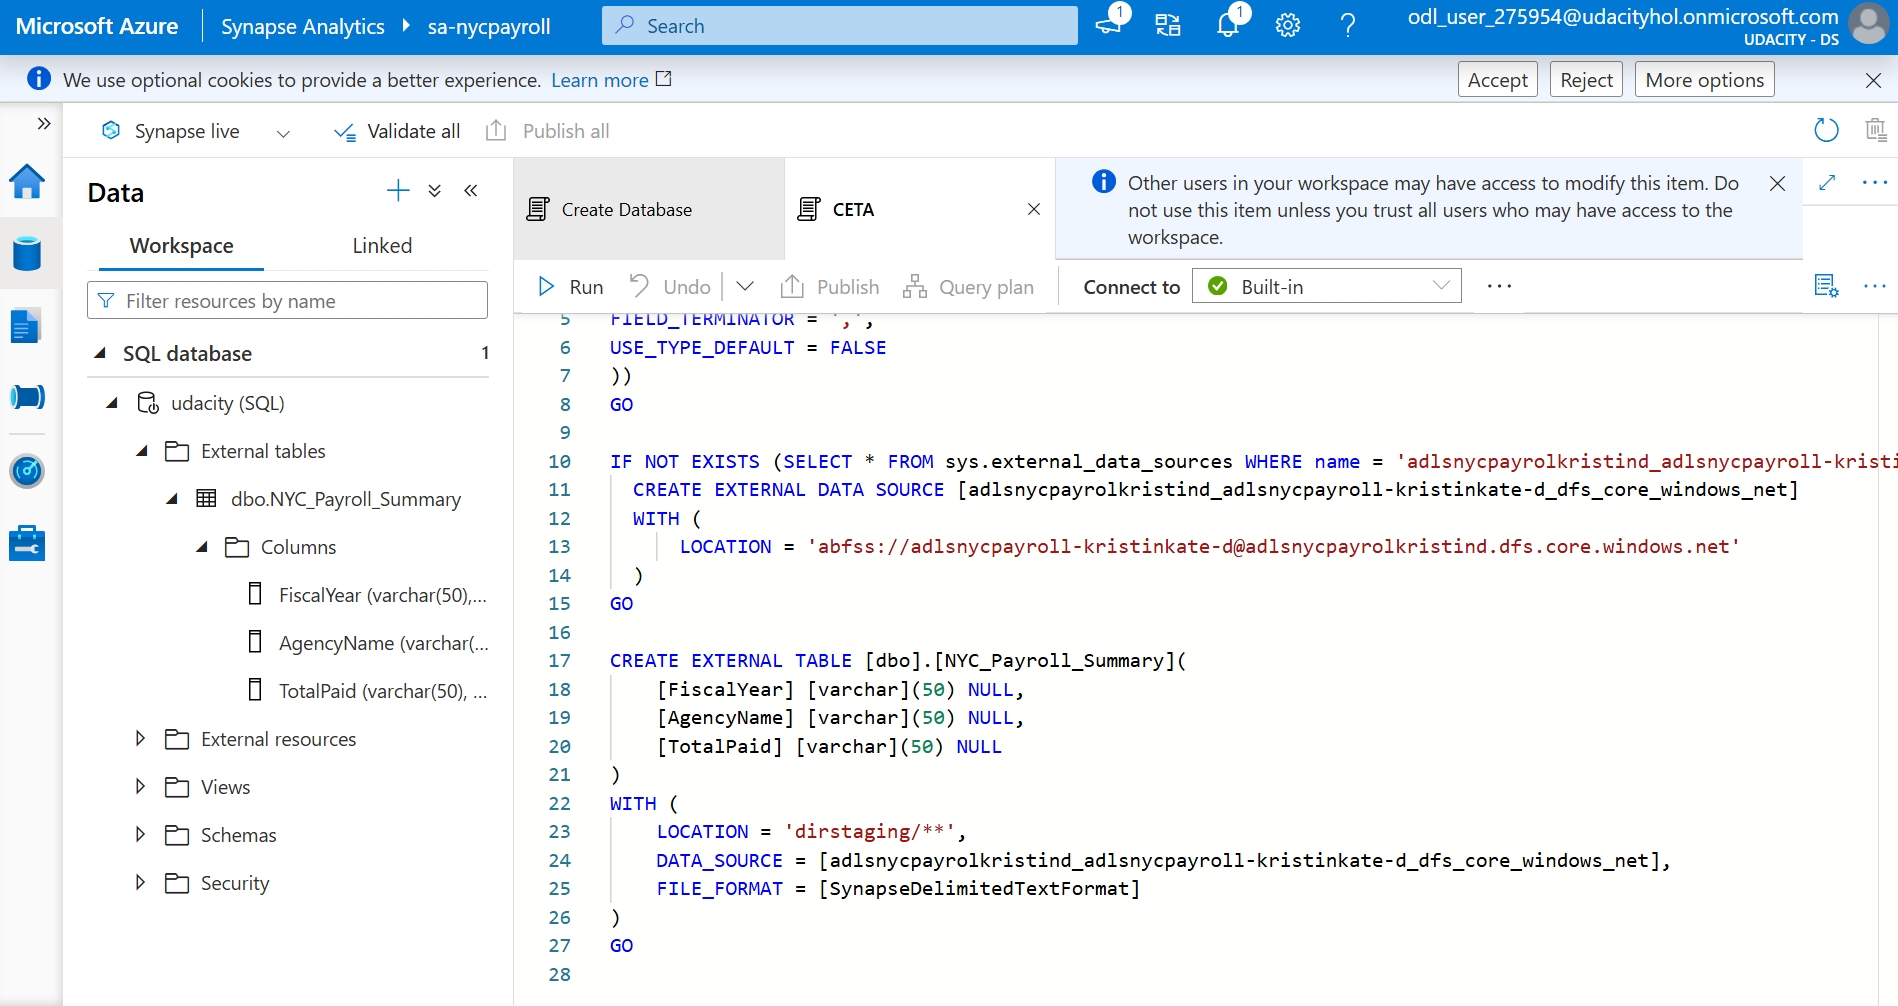 Microsoft Azure
Synapse Analytics
sa-nycpayroll
Search
1
1
odl_user_275954@udacityhol.onmicrosoft.com
UDACITY - DS
We use optional cookies to provide a better experience. Learn more
Accept
Reject
More options
Synapse live
Validate all
Publish all
Data
Workspace
Linked
Filter resources by name
SQL database 1
udacity (SQL)
External tables
dbo.NYC_Payroll_Summary
Columns
FiscalYear (varchar(50),...
AgencyName (varchar(...
TotalPaid (varchar(50), ...
External resources
Views
Schemas
Security
Create Database
CETA
Other users in your workspace may have access to modify this item. Do
not use this item unless you trust all users who may have access to the
workspace.
Run
Undo
Publish
Query plan
Connect to
Built-in
5 FIELD_TERMINATOR = ',',
6 USE_TYPE_DEFAULT = FALSE
7 ))
8 GO
9
10 IF NOT EXISTS (SELECT * FROM sys.external_data_sources WHERE name = 'adlsnycpayrolkristind_adlsnycpayroll-kristi
11 CREATE EXTERNAL DATA SOURCE [adlsnycpayrolkristind_adlsnycpayroll-kristinkate-d_dfs_core_windows_net]
12 WITH (
13 LOCATION = 'abfss://adlsnycpayroll-kristinkate-d@adlsnycpayrolkristind.dfs.core.windows.net'
14 )
15 GO
16
17 CREATE EXTERNAL TABLE [dbo].[NYC_Payroll_Summary](
18 [FiscalYear] [varchar](50) NULL,
19 [AgencyName] [varchar](50) NULL,
20 [TotalPaid] [varchar](50) NULL
21 )
22 WITH (
23 LOCATION = 'dirstaging/**',
24 DATA_SOURCE = [adlsnycpayrolkristind_adlsnycpayroll-kristinkate-d_dfs_core_windows_net],
25 FILE_FORMAT = [SynapseDelimitedTextFormat]
26 )
27 GO
28